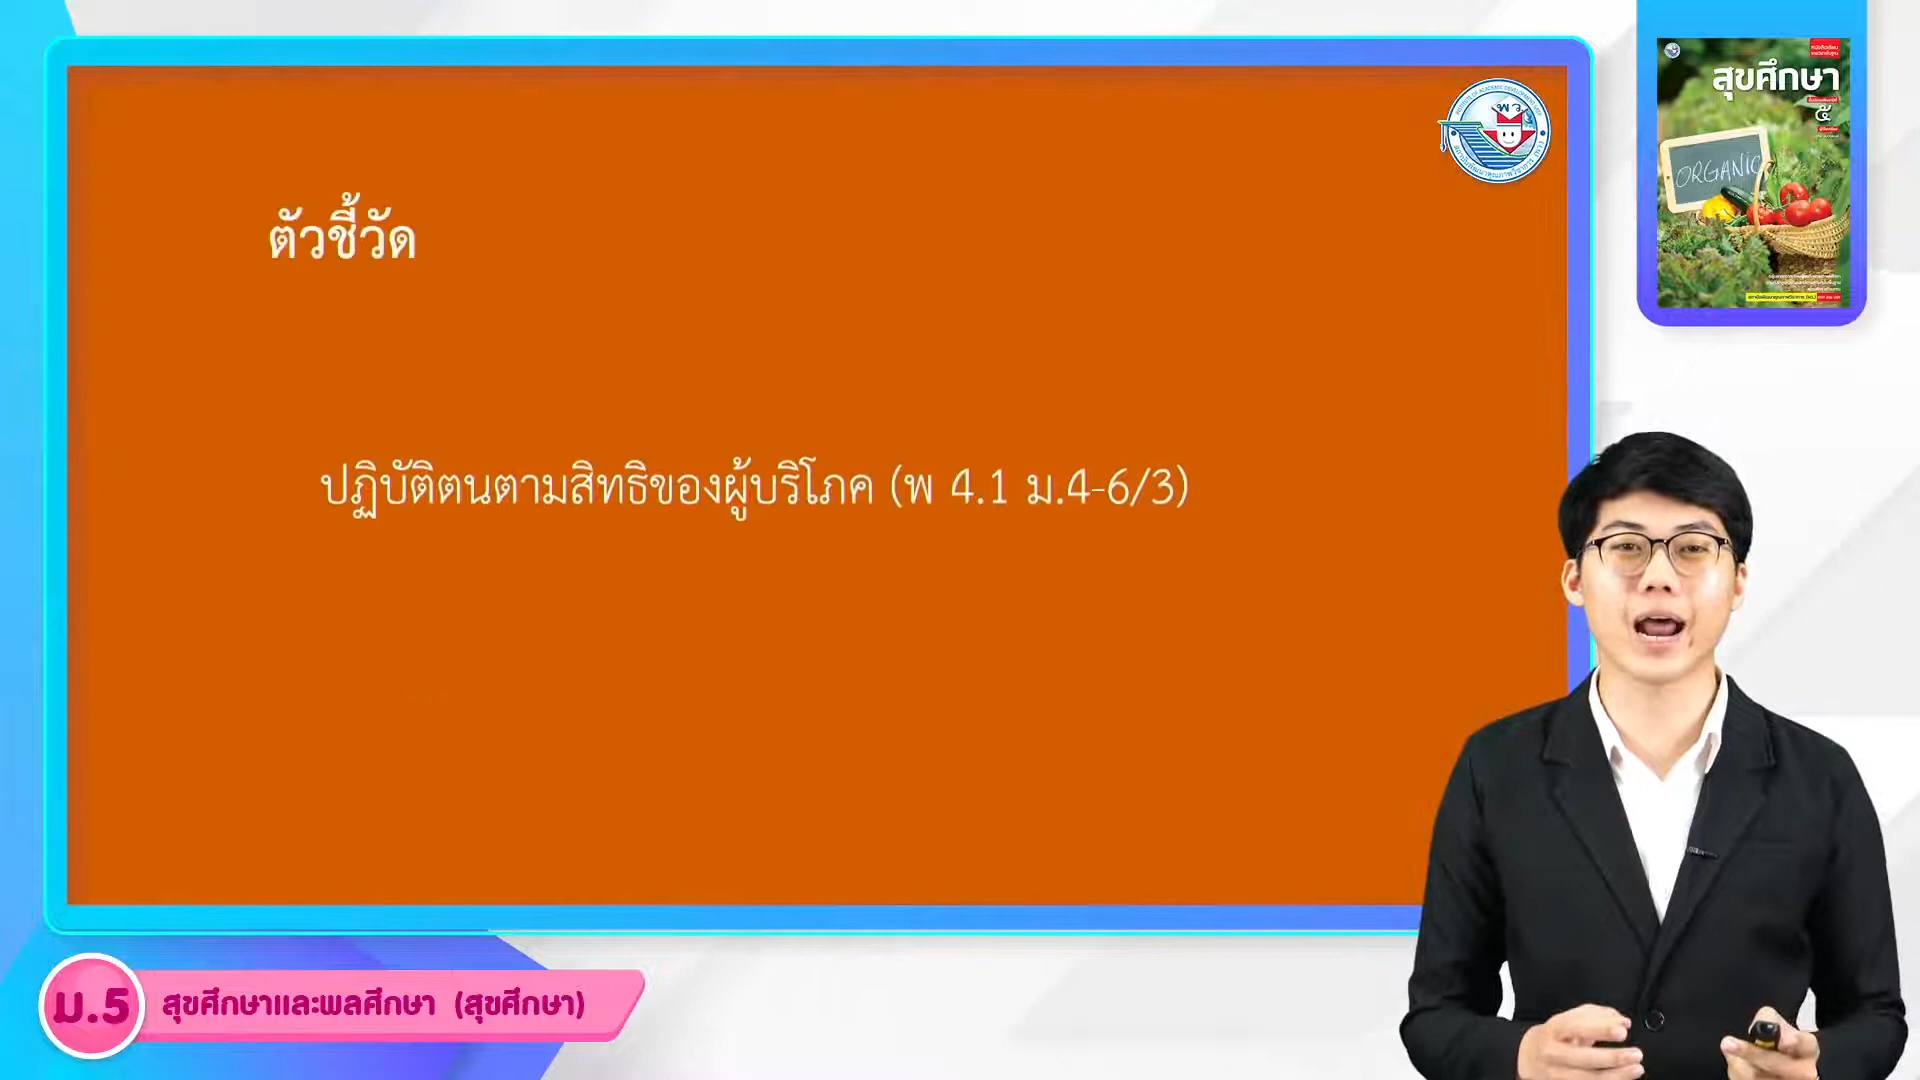 ตัวชี้วัด
ปฏิบัติตนตามสิทธิของผู้บริโภค (พ 4.1 ม.4-6/3)
พว.
สุขศึกษา
๕
ORGANIC
ม.5 สุขศึกษาและพลศึกษา (สุขศึกษา)